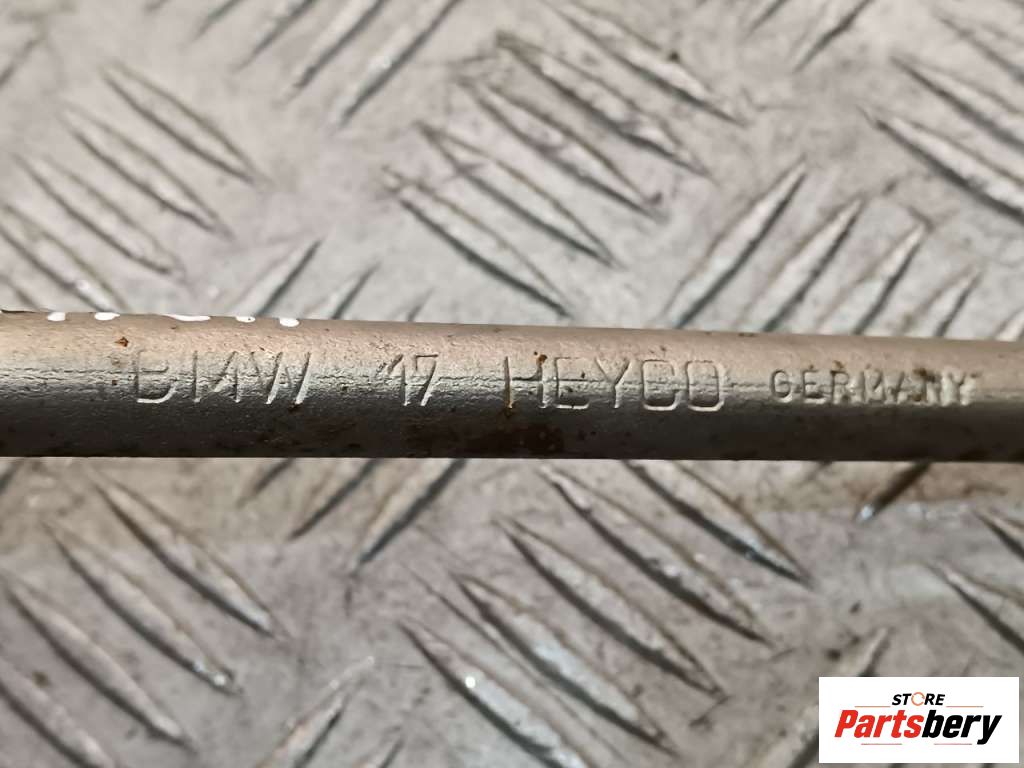 BMW 17 HEYCO GERMANY
STORE
Partsbery